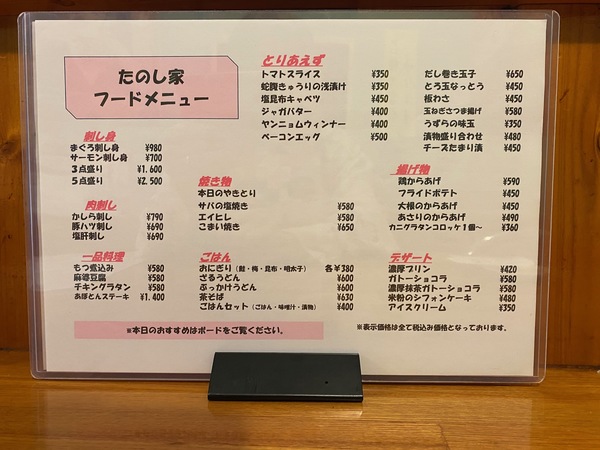 たのし家
フードメニュー
刺し身
まぐろ刺し身 ¥980
サーモン刺し身 ¥700
3点盛り ¥1.600
5点盛り ¥2.500
肉刺し
かしら刺し ¥790
豚ハツ刺し ¥690
塩肝刺し ¥690
一品料理
もつ煮込み ¥580
麻婆豆腐 ¥580
チキングラタン ¥580
あぼとんステーキ ¥1.400
とりあえず
トマトスライス ¥350
蛇腹きゅうりの浅漬け ¥350
塩昆布キャベツ ¥450
ジャガバター ¥400
ヤンニョムウィンナー ¥400
ベーコンエッグ ¥500
だし巻き玉子 ¥650
とろ玉なっとう ¥450
板わさ ¥450
玉ねぎさつま揚げ ¥580
うずらの味玉 ¥350
漬物盛り合わせ ¥480
チーズたまり漬 ¥450
焼き物
本日のやきとり
サバの塩焼き ¥580
エイヒレ ¥580
こまい焼き ¥650
ごはん
おにぎり（鮭・梅・昆布・明太子） 各¥380
ざるうどん ¥600
ぶっかけうどん ¥600
茶そば ¥630
ごはんセット（ごはん・味噌汁・漬物） ¥400
揚げ物
鶏からあげ ¥590
フライドポテト ¥450
大根のからあげ ¥450
あさりのからあげ ¥490
カニグラタンコロッケ1個〜 ¥360
デザート
濃厚プリン ¥420
ガトーショコラ ¥580
濃厚抹茶ガトーショコラ ¥580
米粉のシフォンケーキ ¥480
アイスクリーム ¥350
※本日のおすすめはボードをご覧ください。
※表示価格は全て税込み価格となっております。